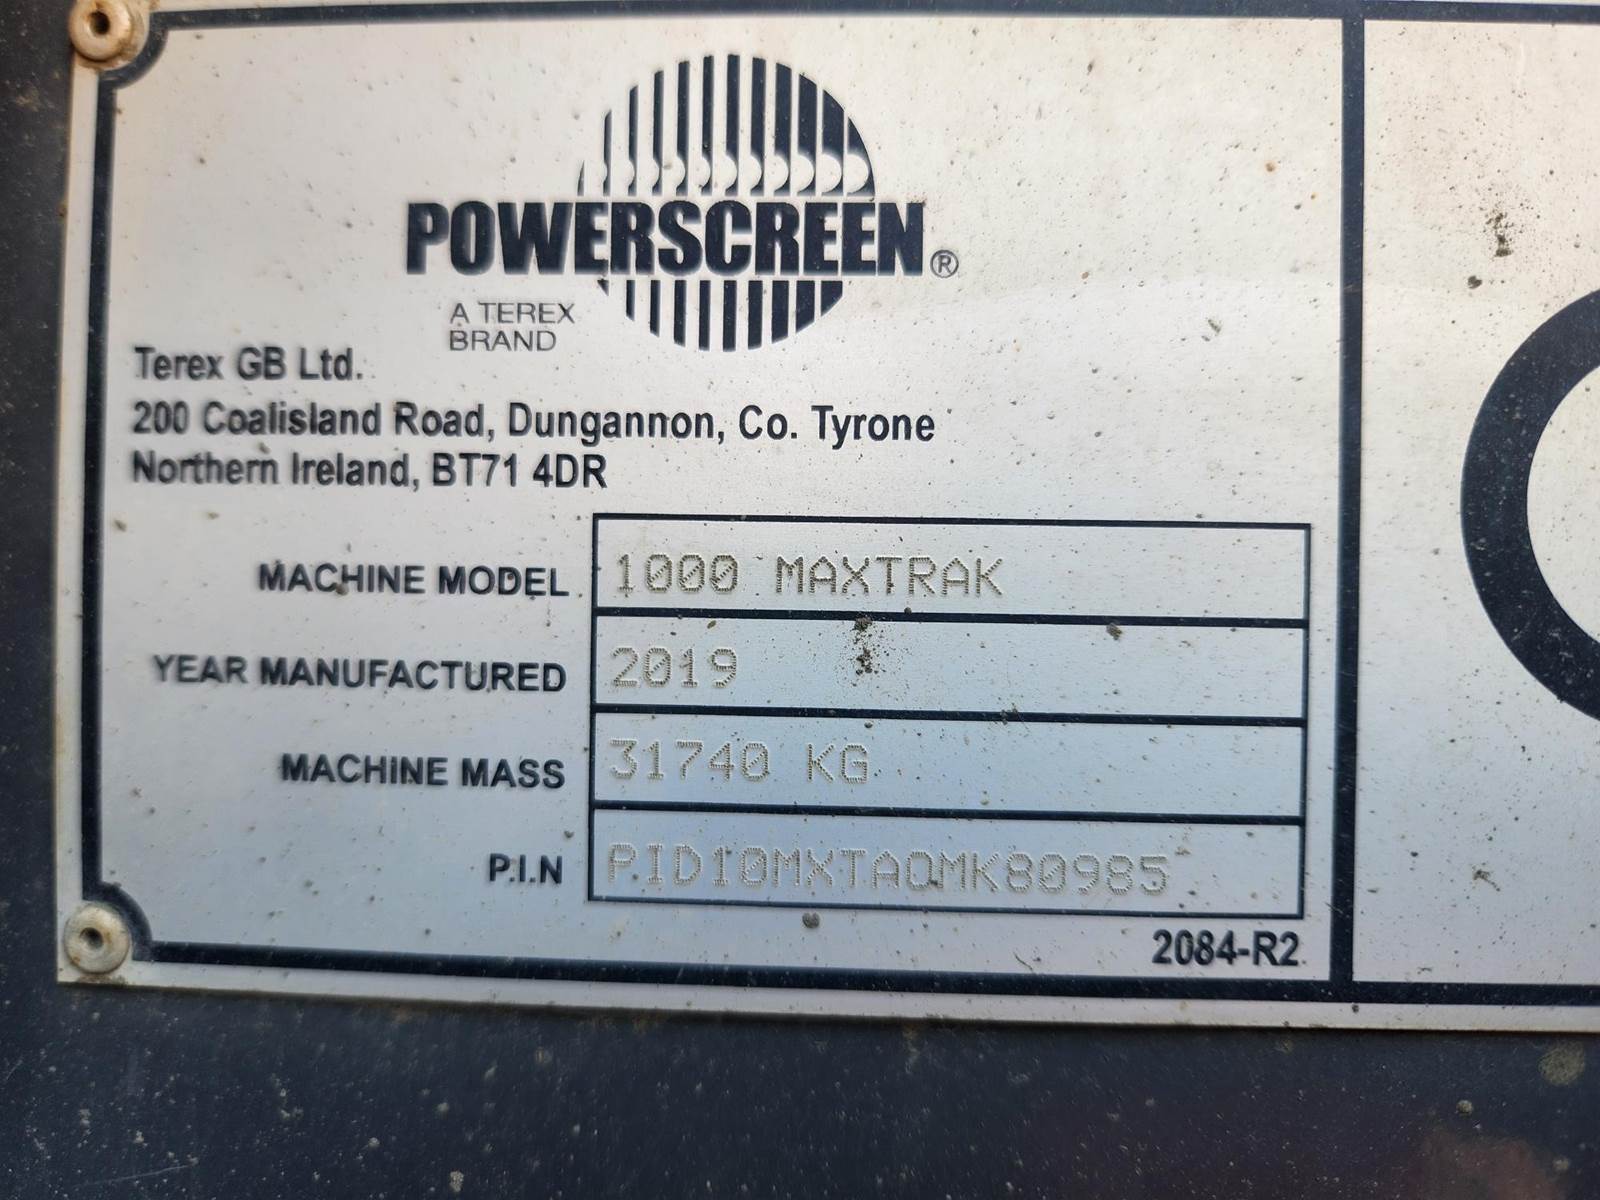 POWERSCREEN®
A TEREX
BRAND
Terex GB Ltd.
200 Coalisland Road, Dungannon, Co. Tyrone
Northern Ireland, BT71 4DR
MACHINE MODEL 1000 MAXTRAK
YEAR MANUFACTURED 2019
MACHINE MASS 31740 KG
P.I.N PID10MXTAOMK80985
2084-R2